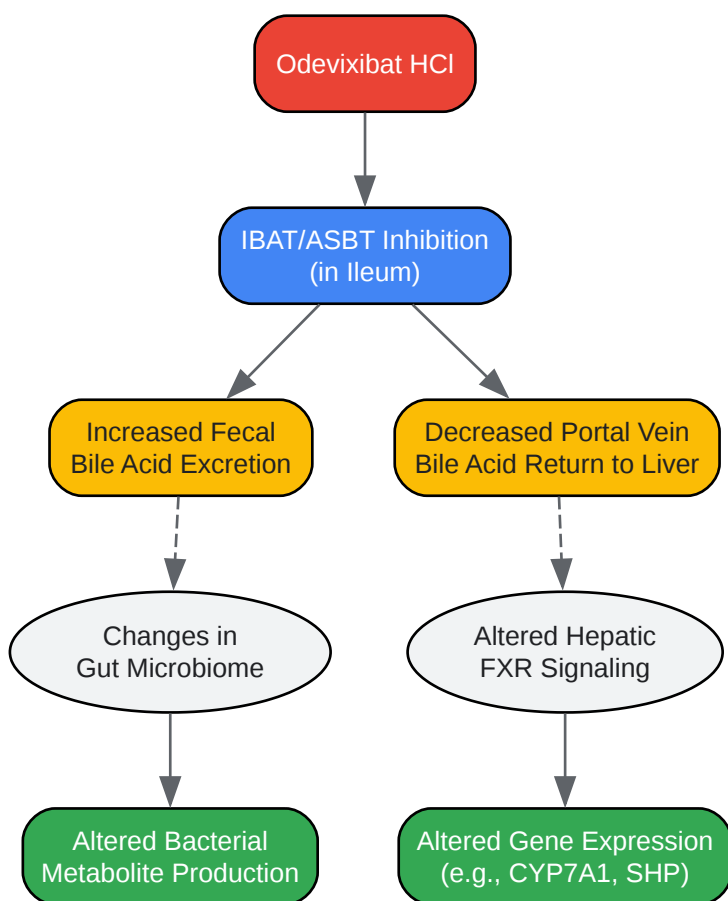 Odevixibat HCl
IBAT/ASBT Inhibition
(in Ileum)
Increased Fecal
Bile Acid Excretion
Decreased Portal Vein
Bile Acid Return to Liver
Changes in
Gut Microbiome
Altered Hepatic
FXR Signaling
Altered Bacterial
Metabolite Production
Altered Gene Expression
(e.g., CYP7A1, SHP)